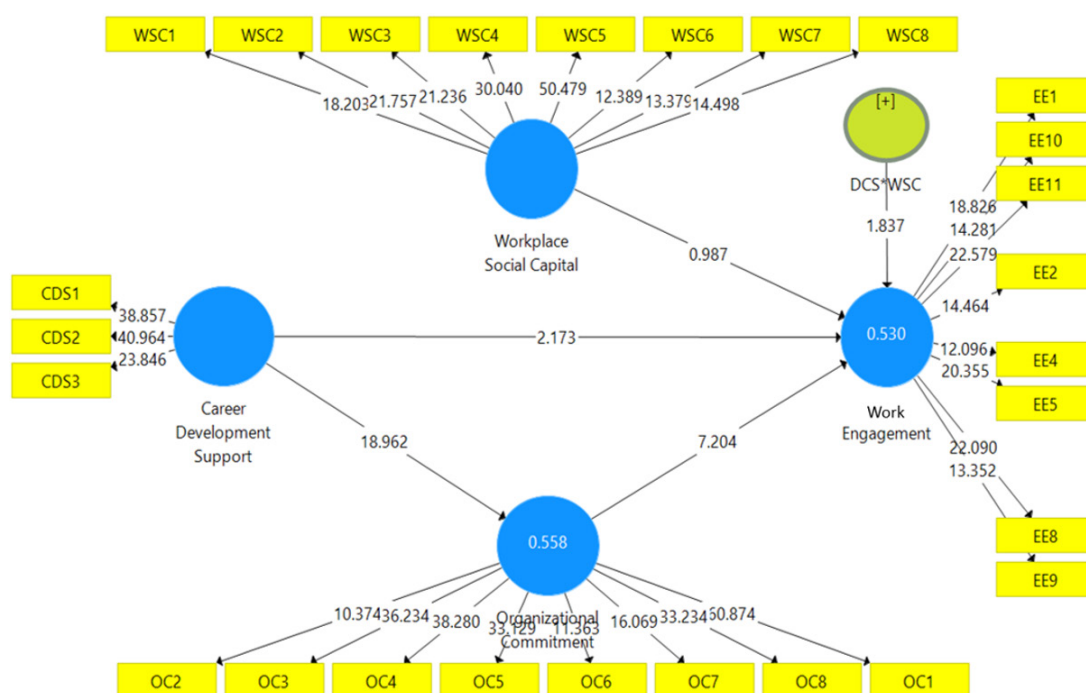 WSC1 WSC2 WSC3 WSC4 WSC5 WSC6 WSC7 WSC8
18.203 21.757 21.236 30.040 50.479 12.389 13.379 14.498
[+]
DCS*WSC
1.837
Workplace
Social Capital
0.987
EE1
EE10
EE11
18.826
14.281
22.579
EE2
14.464
CDS1
38.857
CDS2
40.964
CDS3
23.846
Career
Development
Support
2.173
0.530
Work
Engagement
12.096
EE4
20.355
EE5
18.962
7.204
22.090
13.352
EE8
EE9
0.558
Organizational
Commitment
10.374 36.234 38.280 33.129 11.363 16.069 33.234 60.874
OC2 OC3 OC4 OC5 OC6 OC7 OC8 OC1